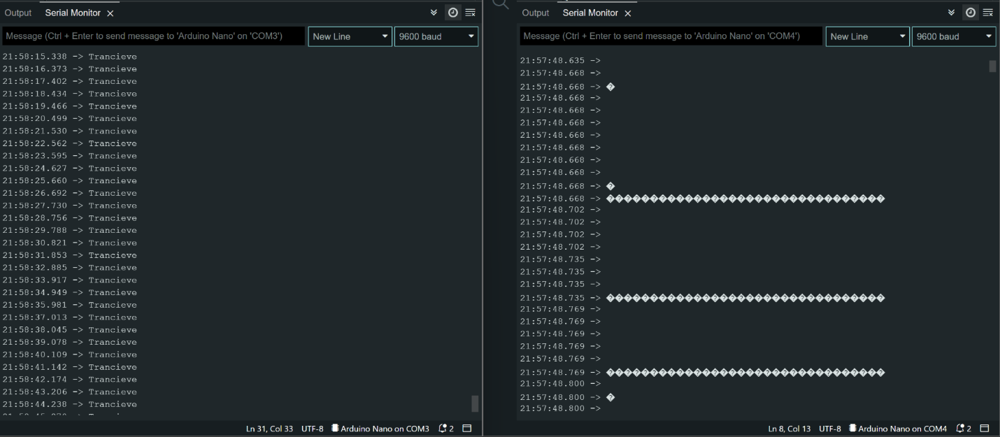 Output Serial Monitor
Message (Ctrl + Enter to send message to 'Arduino Nano' on 'COM3') New Line 9600 baud
21:58:15.338 -> Trancieve
21:58:16.373 -> Trancieve
21:58:17.402 -> Trancieve
21:58:18.434 -> Trancieve
21:58:19.466 -> Trancieve
21:58:20.499 -> Trancieve
21:58:21.530 -> Trancieve
21:58:22.562 -> Trancieve
21:58:23.595 -> Trancieve
21:58:24.627 -> Trancieve
21:58:25.660 -> Trancieve
21:58:26.692 -> Trancieve
21:58:27.730 -> Trancieve
21:58:28.756 -> Trancieve
21:58:29.788 -> Trancieve
21:58:30.821 -> Trancieve
21:58:31.853 -> Trancieve
21:58:32.885 -> Trancieve
21:58:33.917 -> Trancieve
21:58:34.949 -> Trancieve
21:58:35.981 -> Trancieve
21:58:37.013 -> Trancieve
21:58:38.045 -> Trancieve
21:58:39.078 -> Trancieve
21:58:40.109 -> Trancieve
21:58:41.142 -> Trancieve
21:58:42.174 -> Trancieve
21:58:43.206 -> Trancieve
21:58:44.238 -> Trancieve
Ln 31, Col 33 UTF-8 Arduino Nano on COM3 2
Output Serial Monitor
Message (Ctrl + Enter to send message to 'Arduino Nano' on 'COM4') New Line 9600 baud
21:57:48.635 ->
21:57:48.668 ->
21:57:48.668 -> �
21:57:48.668 ->
21:57:48.668 ->
21:57:48.668 ->
21:57:48.668 ->
21:57:48.668 ->
21:57:48.668 ->
21:57:48.668 ->
21:57:48.668 -> �
21:57:48.668 -> ��������������������������������
21:57:48.702 ->
21:57:48.702 ->
21:57:48.702 ->
21:57:48.702 ->
21:57:48.735 ->
21:57:48.735 ->
21:57:48.735 ->
21:57:48.735 -> ��������������������������������
21:57:48.769 ->
21:57:48.769 ->
21:57:48.769 ->
21:57:48.769 ->
21:57:48.769 ->
21:57:48.769 -> ��������������������������������
21:57:48.800 ->
21:57:48.800 -> �
21:57:48.800 ->
Ln 8, Col 13 UTF-8 Arduino Nano on COM4 2